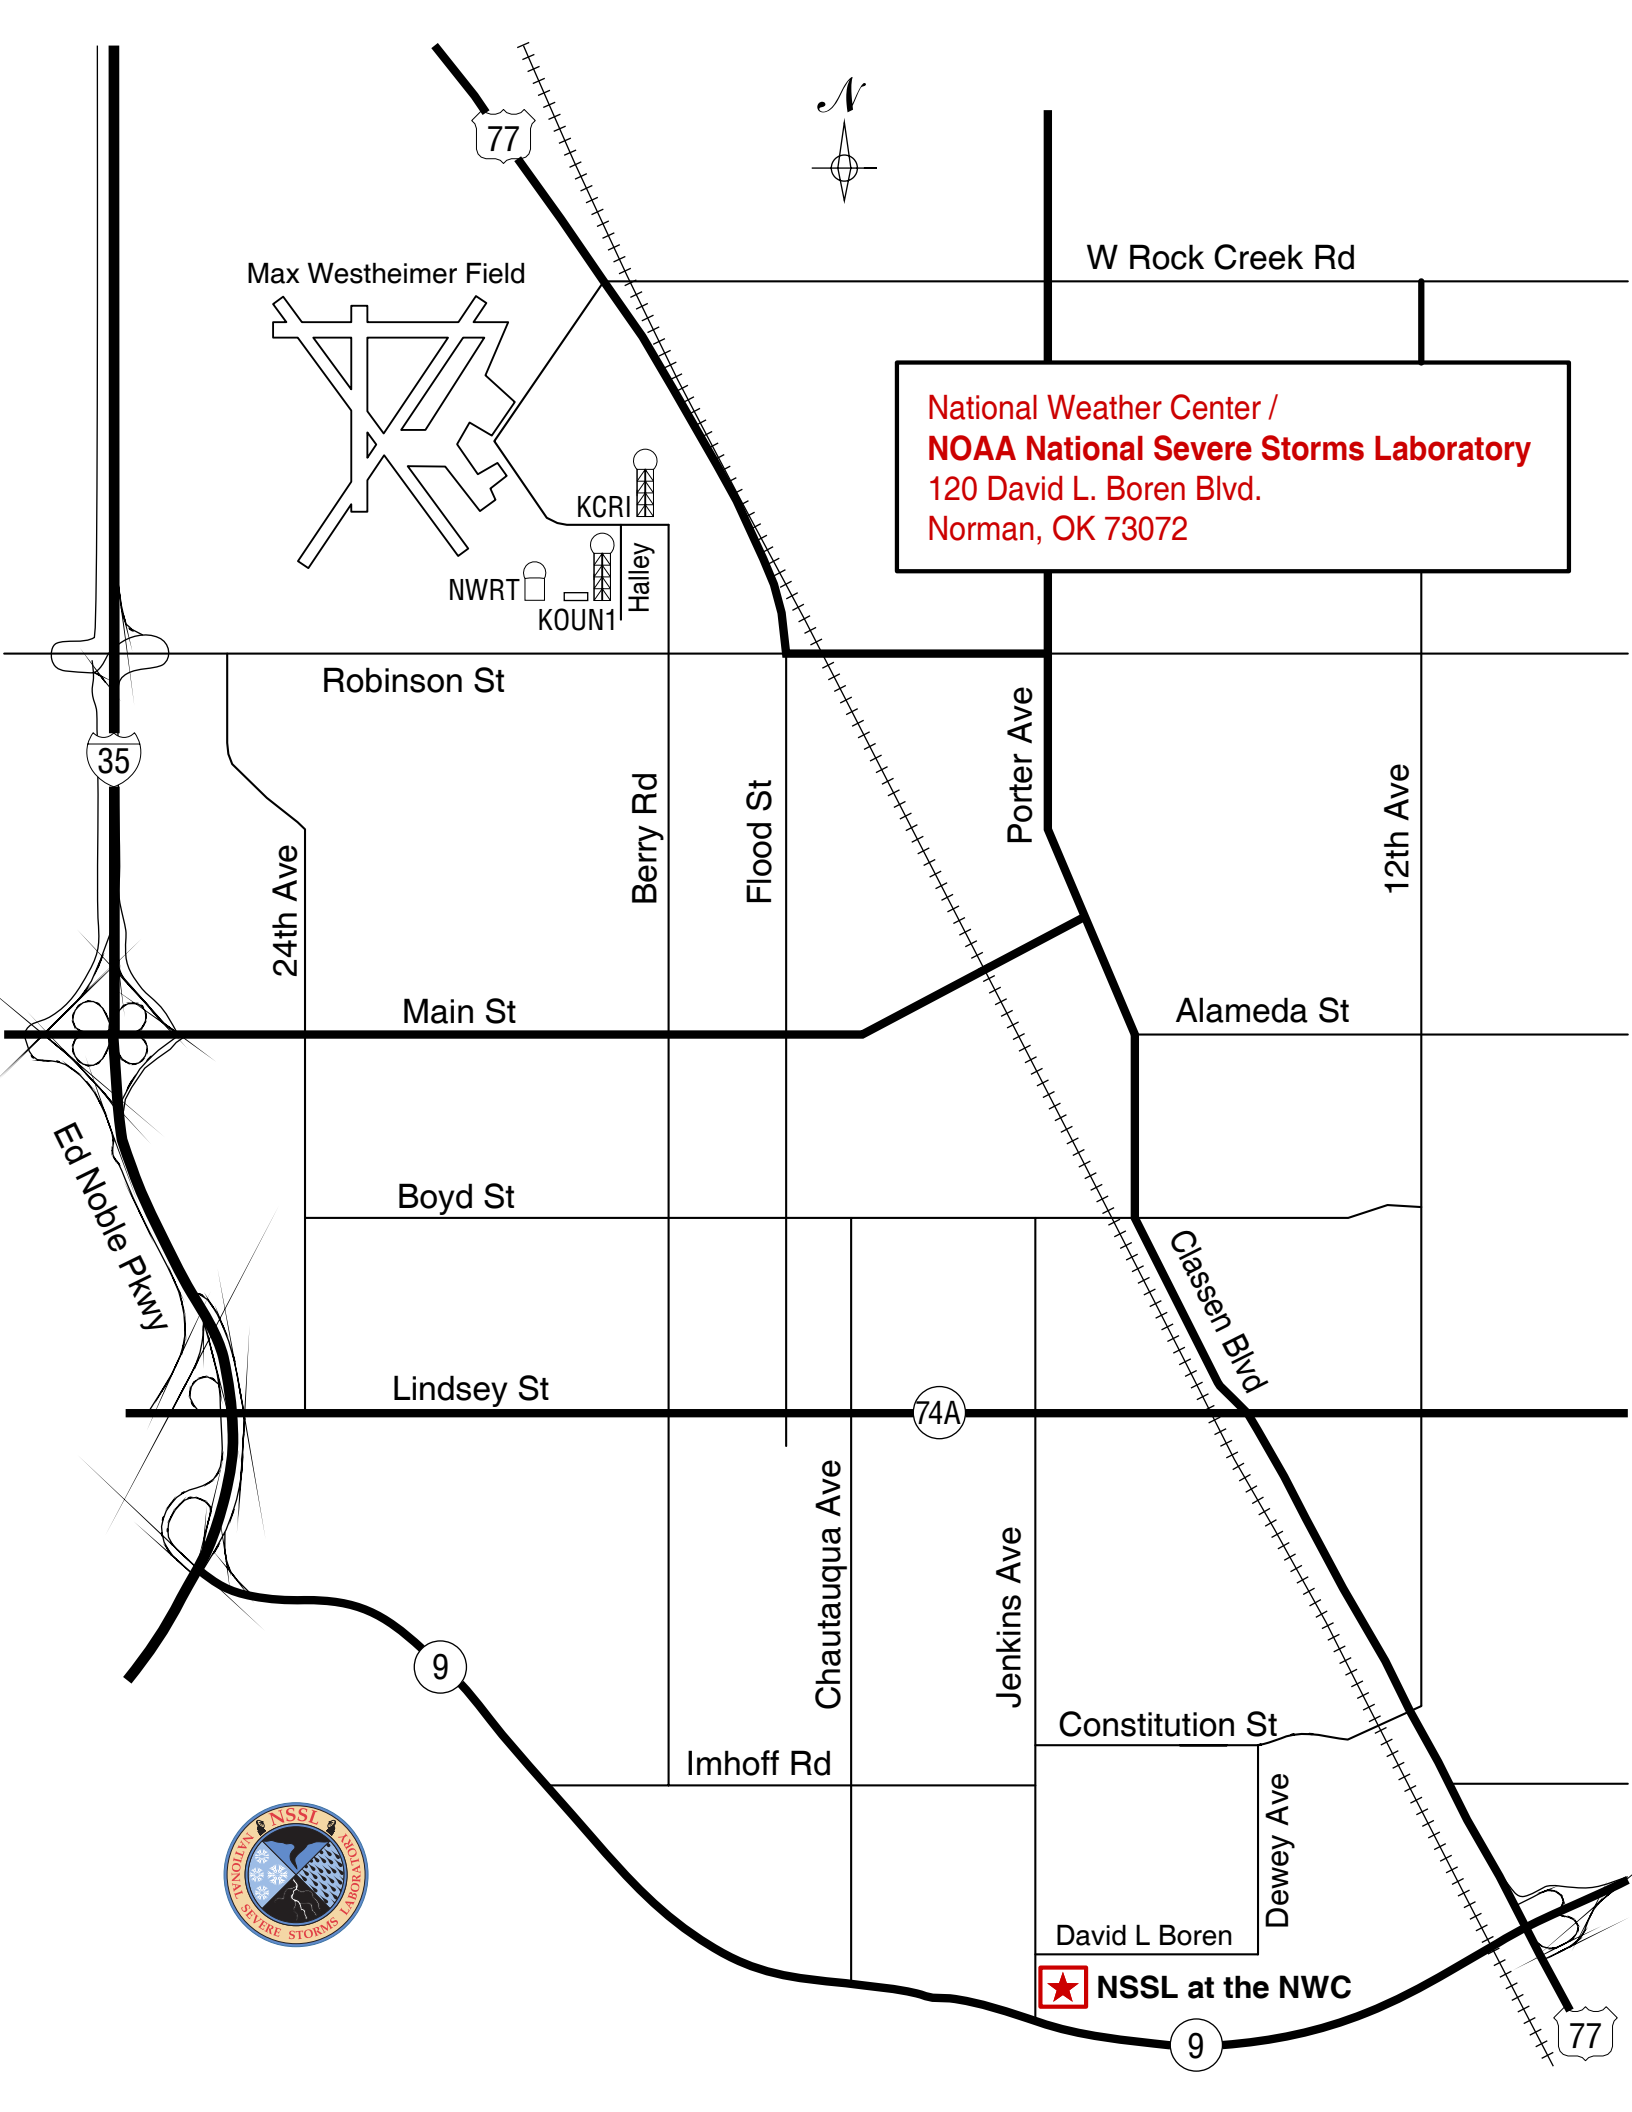 77
N
W Rock Creek Rd
Max Westheimer Field
National Weather Center /
NOAA National Severe Storms Laboratory
120 David L. Boren Blvd.
Norman, OK 73072
KCRI
Halley
NWRT
KOUN1
Robinson St
35
Porter Ave
Berry Rd
Flood St
12th Ave
24th Ave
Main St
Alameda St
Ed Noble Pkwy
Boyd St
Classen Blvd
Lindsey St
74A
Chautauqua Ave
Jenkins Ave
9
Constitution St
Imhoff Rd
Dewey Ave
NSSL
NATIONAL SEVERE STORMS LABORATORY
David L Boren
NSSL at the NWC
9
77